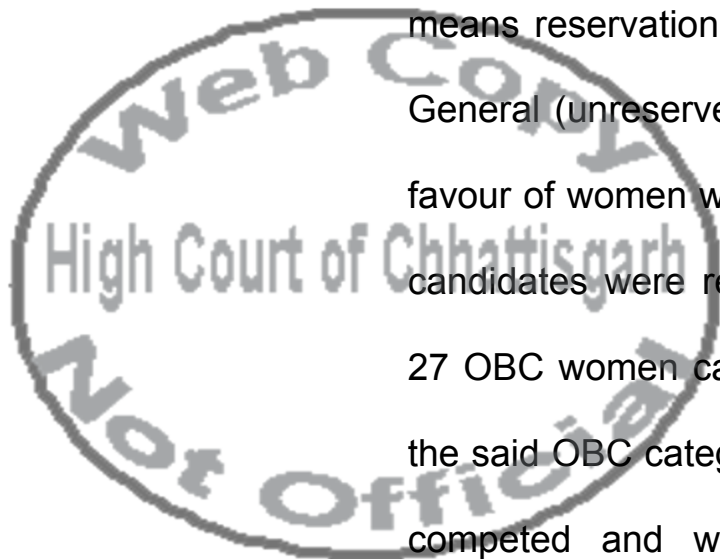 means reservation
General (unreserve
favour of women w
candidates were re
27 OBC women ca
the said OBC categ
competed and w
Web Copy
High Court of Chhattisgarh
Not Official